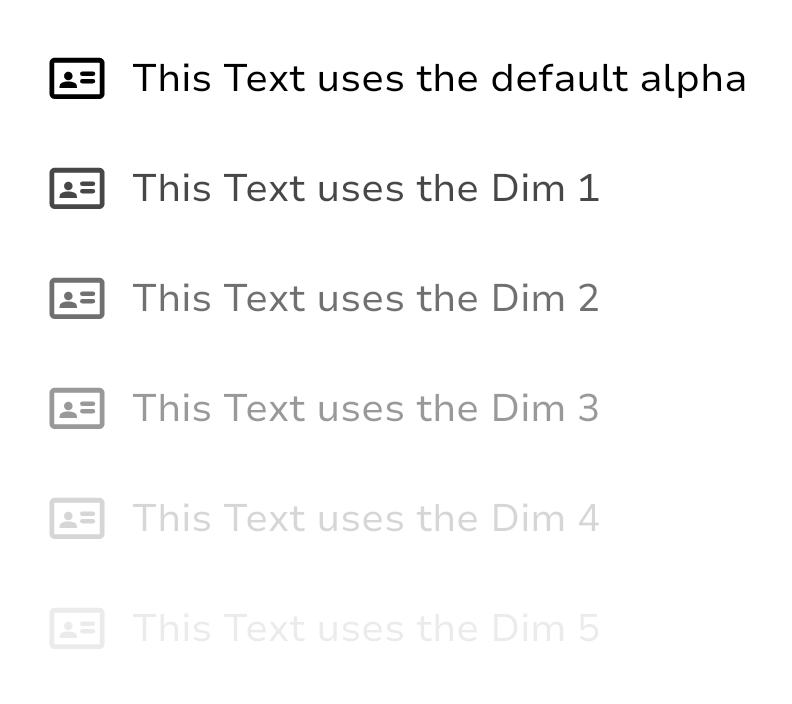 This Text uses the default alpha
This Text uses the Dim 1
This Text uses the Dim 2
This Text uses the Dim 3
This Text uses the Dim 4
This Text uses the Dim 5